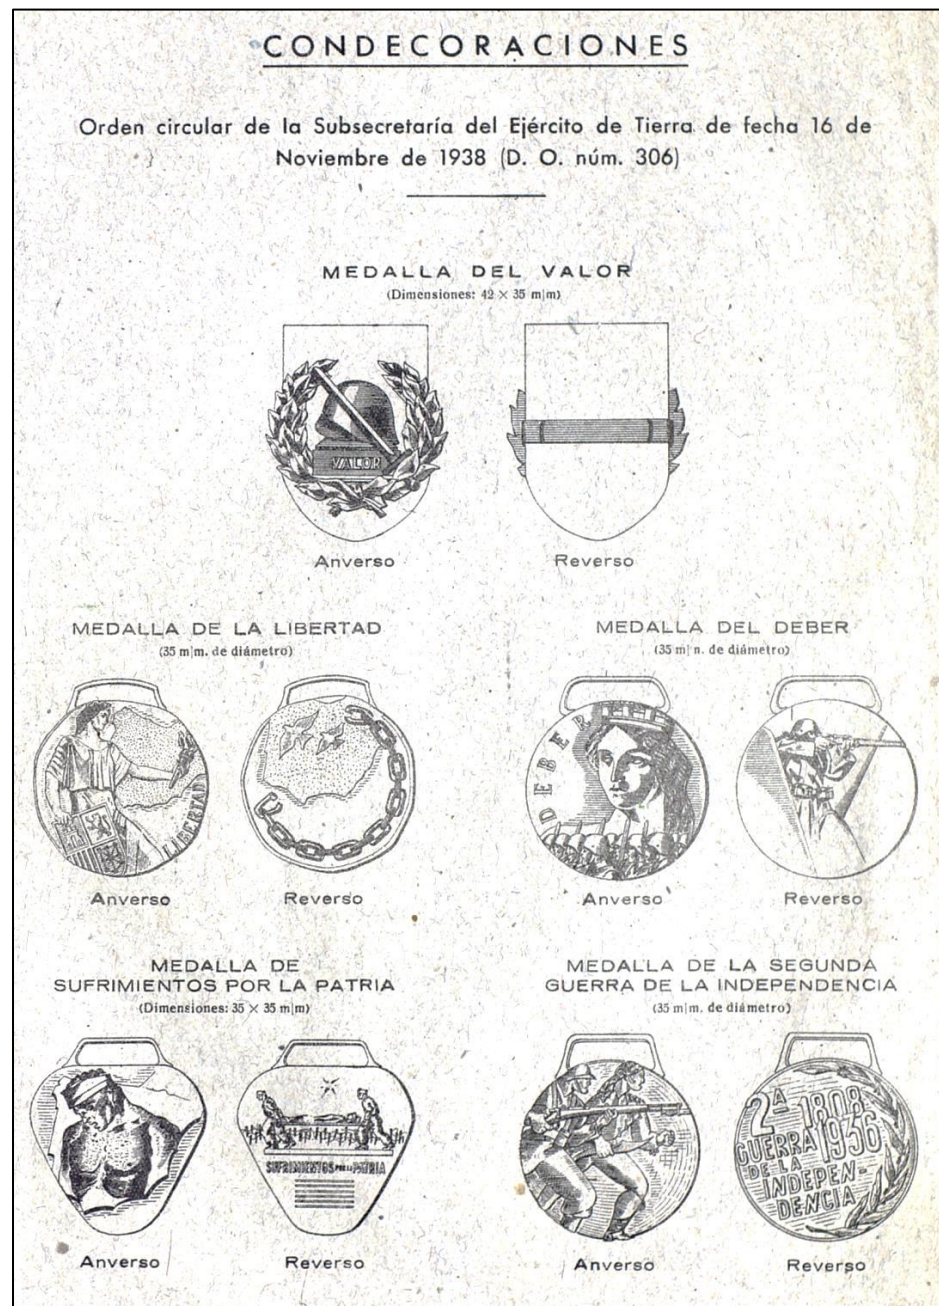 CONDECORACIONES
Orden circular de la Subsecretaría del Ejército de Tierra de fecha 16 de
Noviembre de 1938 (D. O. núm. 306)
MEDALLA DEL VALOR
(Dimensiones: 42 × 35 m|m)
VALOR
Anverso
Reverso
MEDALLA DE LA LIBERTAD
(35 m|m. de diámetro)
LIBERTAD
Anverso
Reverso
MEDALLA DEL DEBER
(35 m|n. de diámetro)
DEBER
Anverso
Reverso
MEDALLA DE
SUFRIMIENTOS POR LA PATRIA
(Dimensiones: 35 × 35 m|m)
SUFRIMIENTOS POR LA PATRIA
Anverso
Reverso
MEDALLA DE LA SEGUNDA
GUERRA DE LA INDEPENDENCIA
(35 m|m. de diámetro)
2ª 1808
GUERRA 1936
DE LA
INDEPEN-
DENCIA
Anverso
Reverso